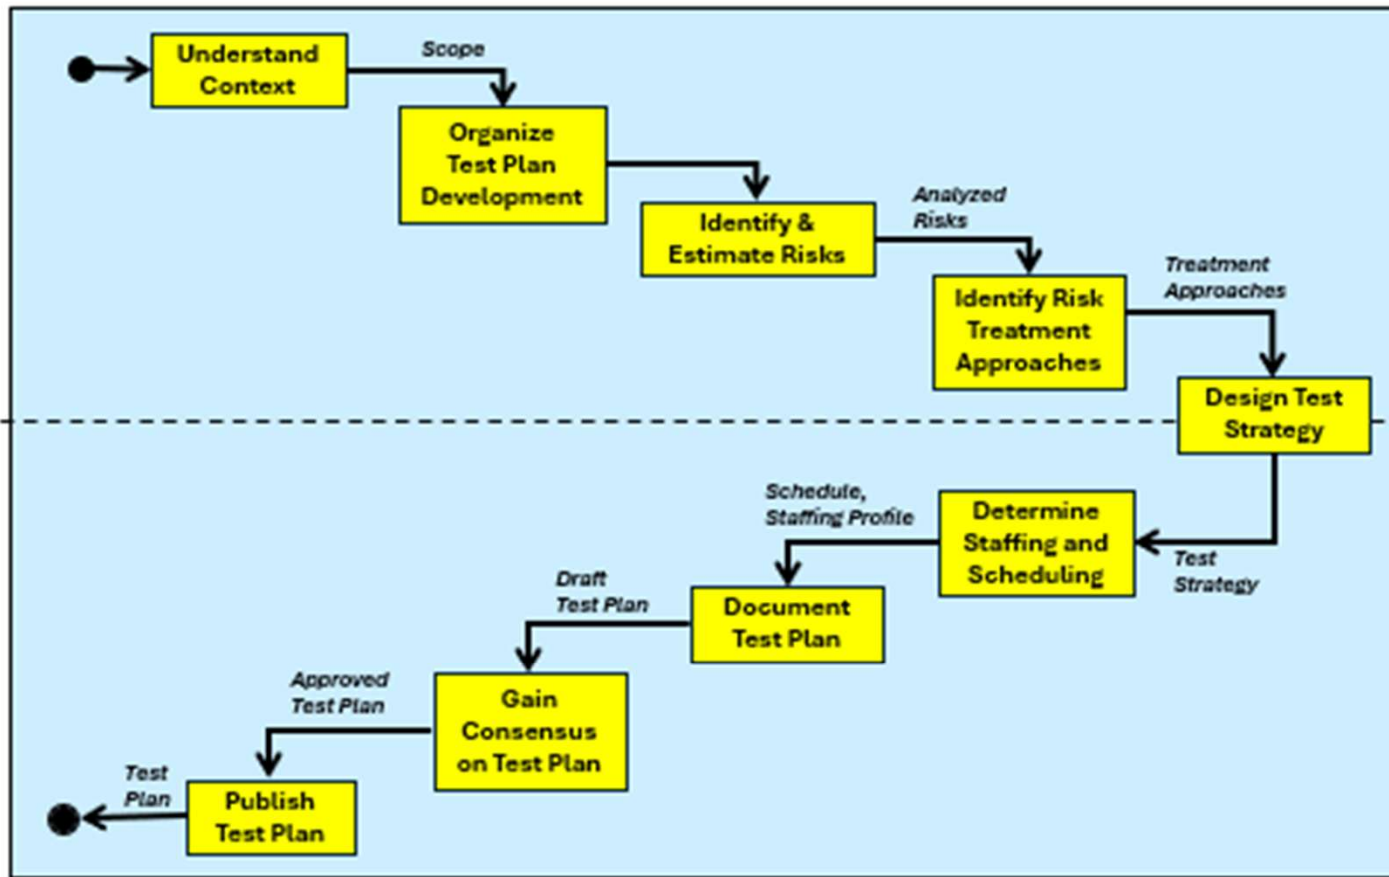 Understand
Context
Scope
Organize
Test Plan
Development
Identify &
Estimate Risks
Analyzed
Risks
Identify Risk
Treatment
Approaches
Treatment
Approaches
Design Test
Strategy
Test
Strategy
Determine
Staffing and
Scheduling
Schedule,
Staffing Profile
Document
Test Plan
Draft
Test Plan
Gain
Consensus
on Test Plan
Approved
Test Plan
Publish
Test Plan
Test
Plan